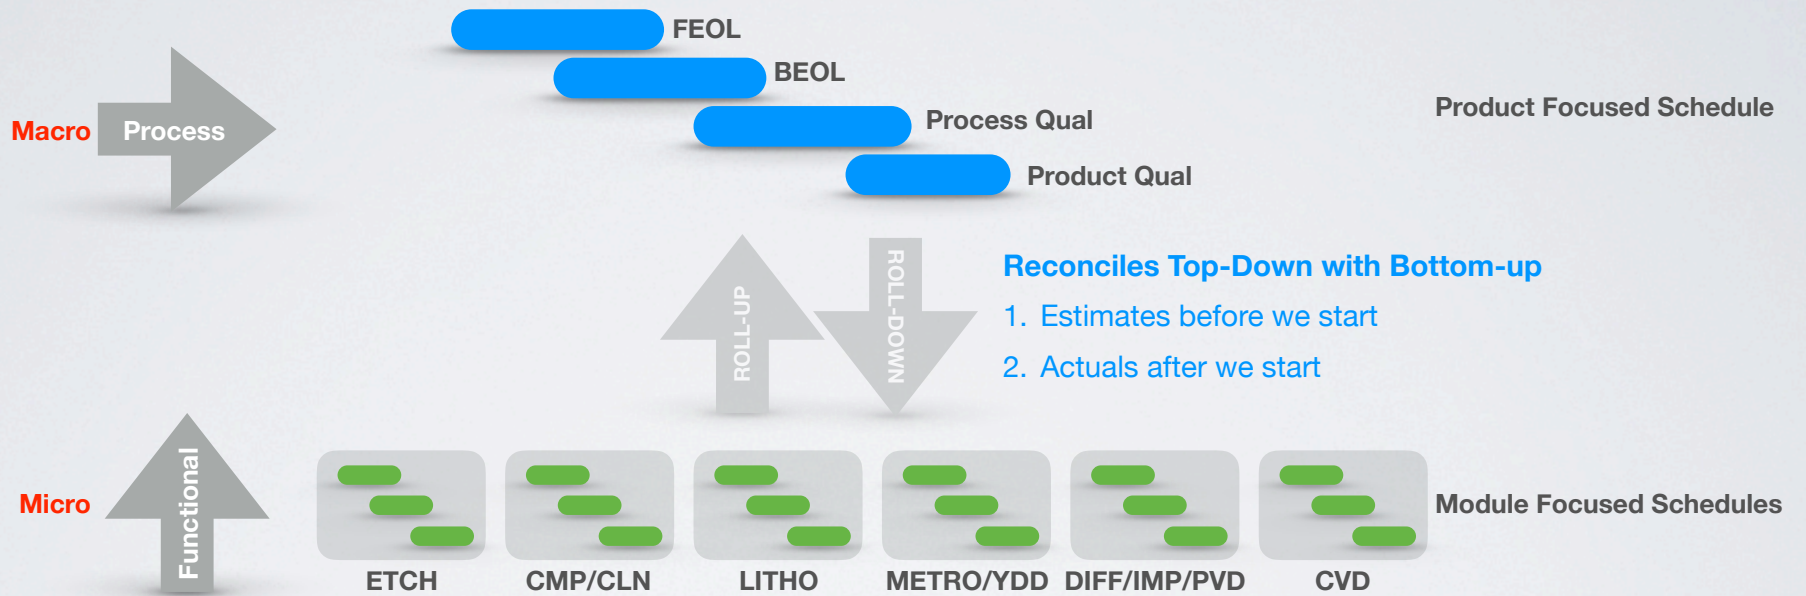 FEOL
BEOL
Process Qual
Product Qual
Macro
Process
Product Focused Schedule
ROLL-UP
ROLL-DOWN
Reconciles Top-Down with Bottom-up
1. Estimates before we start
2. Actuals after we start
Micro
Functional
Module Focused Schedules
ETCH
CMP/CLN
LITHO
METRO/YDD
DIFF/IMP/PVD
CVD